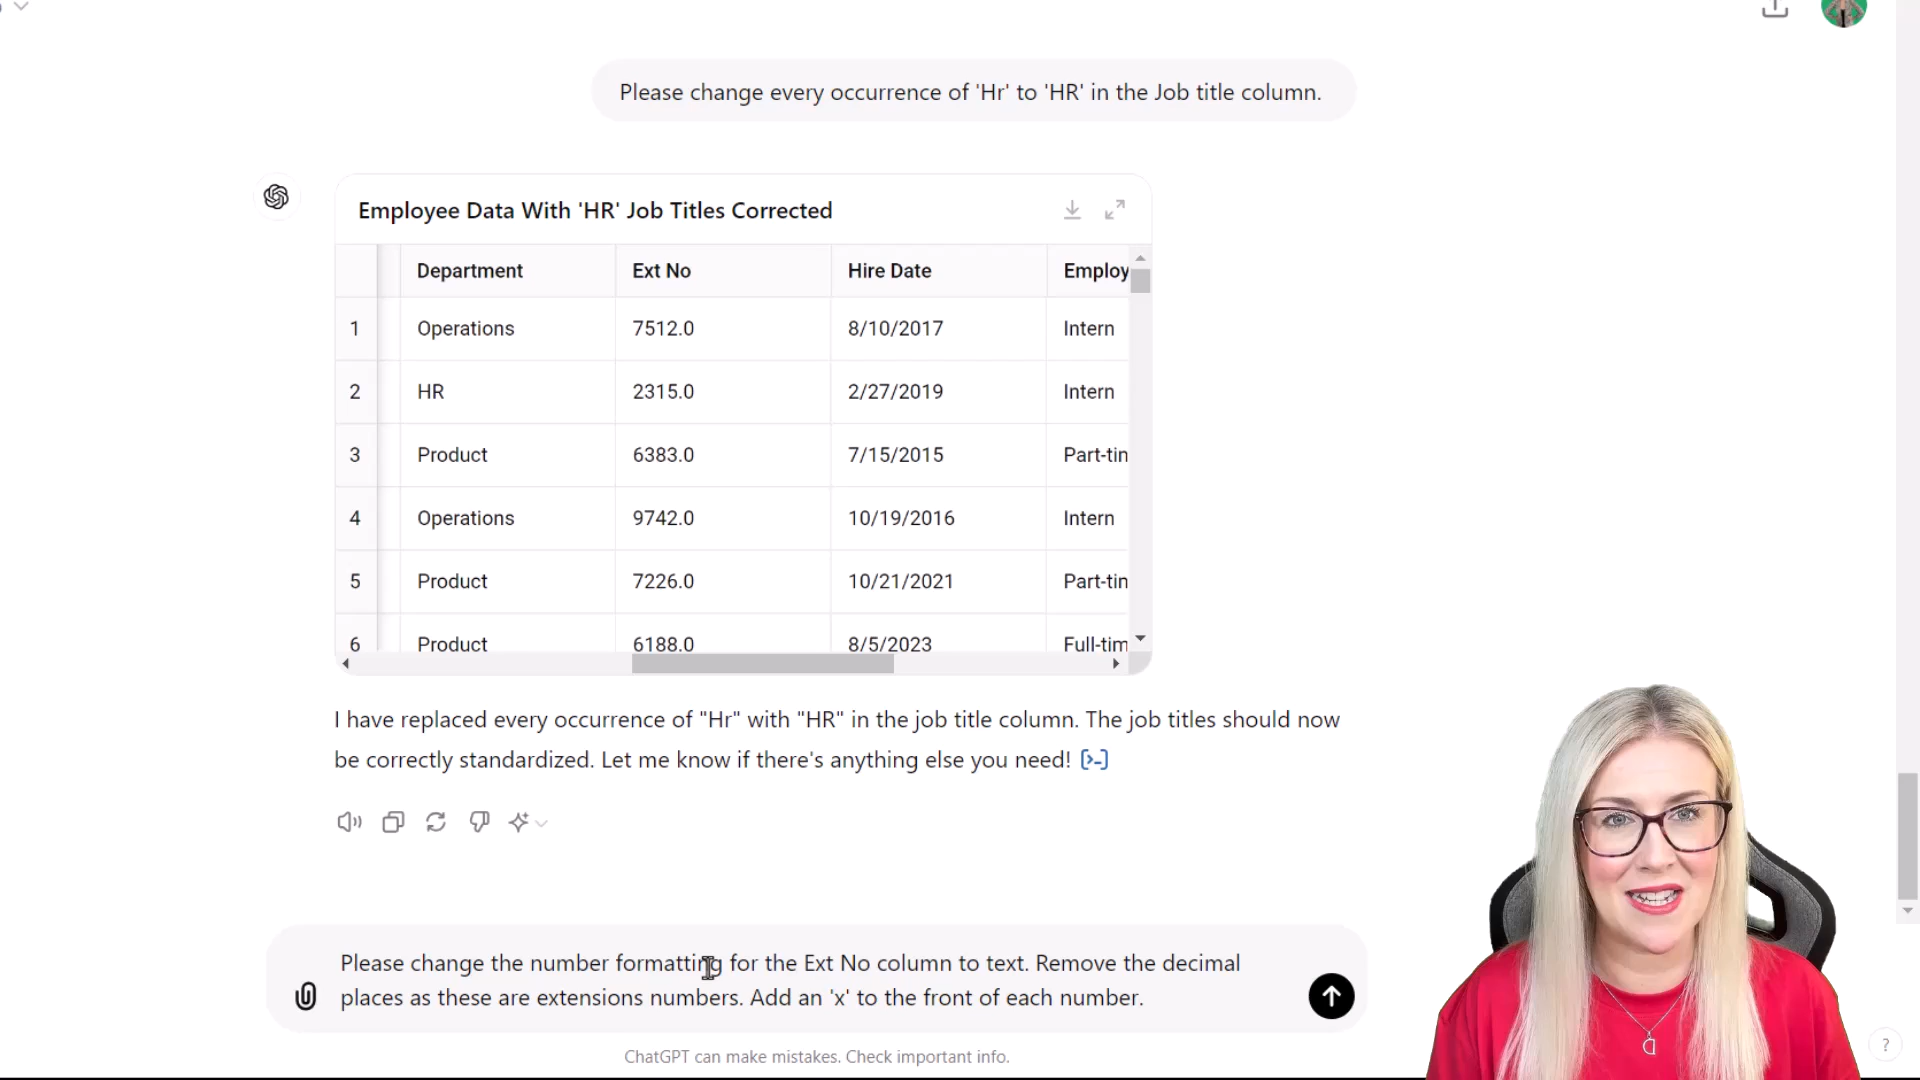 Please change every occurrence of 'Hr' to 'HR' in the Job title column.
Employee Data With 'HR' Job Titles Corrected
Department Ext No Hire Date Employ
1 Operations 7512.0 8/10/2017 Intern
2 HR 2315.0 2/27/2019 Intern
3 Product 6383.0 7/15/2015 Part-tin
4 Operations 9742.0 10/19/2016 Intern
5 Product 7226.0 10/21/2021 Part-tin
6 Product 6188.0 8/5/2023 Full-tim
I have replaced every occurrence of "Hr" with "HR" in the job title column. The job titles should now
be correctly standardized. Let me know if there's anything else you need! [>-]
Please change the number formatting for the Ext No column to text. Remove the decimal
places as these are extensions numbers. Add an 'x' to the front of each number.
ChatGPT can make mistakes. Check important info.
?